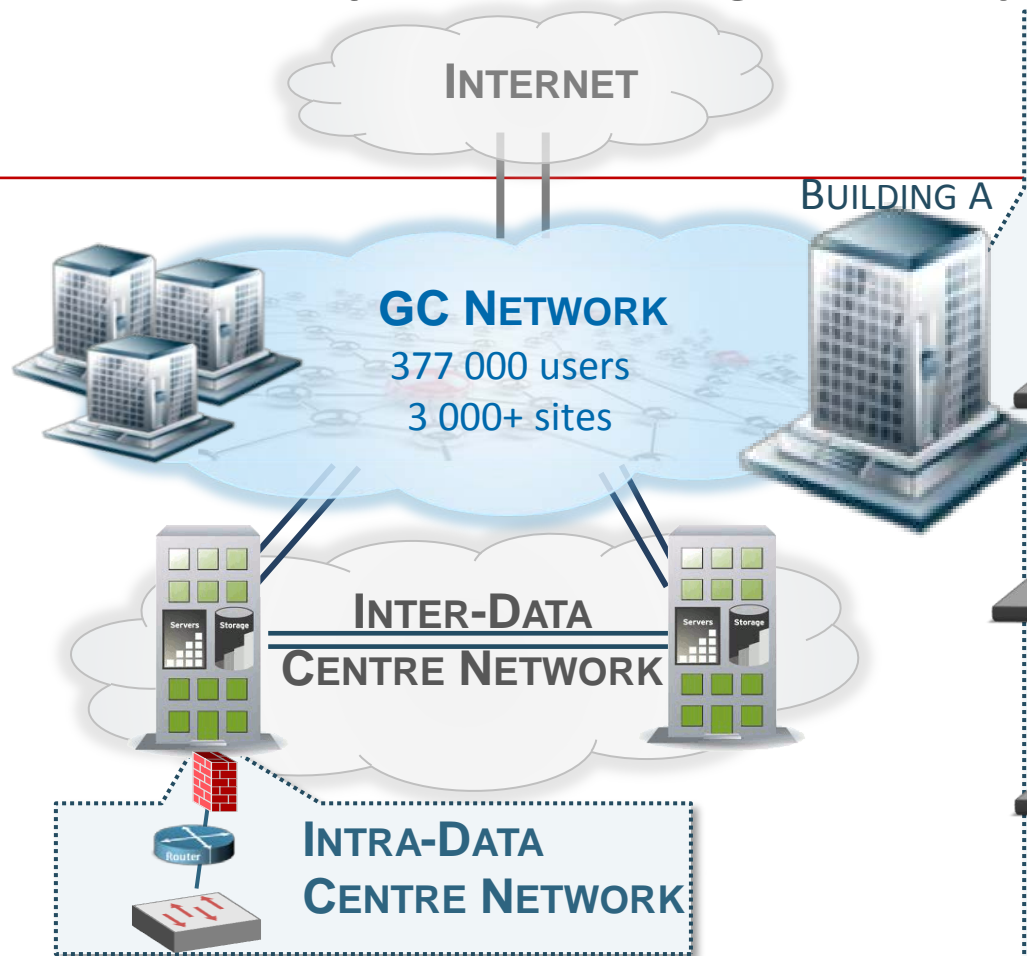 INTERNET
BUILDING A
GC NETWORK
377 000 users
3 000+ sites
Servers Storage
Servers Storage
INTER-DATA
CENTRE NETWORK
INTRA-DATA
CENTRE NETWORK
Router